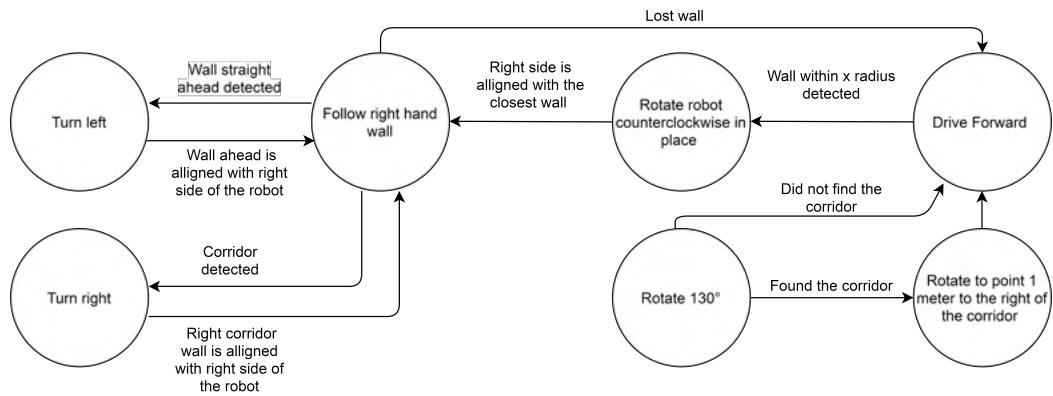 Lost wall
Wall straight
ahead detected
Right side is
alligned with the
closest wall
Wall within x radius
detected
Turn left
Follow right hand
wall
Rotate robot
counterclockwise in
place
Drive Forward
Wall ahead is
alligned with right
side of the robot
Did not find the
corridor
Corridor
detected
Turn right
Rotate 130°
Found the corridor
Rotate to point 1
meter to the right of
the corridor
Right corridor
wall is alligned
with right side of
the robot